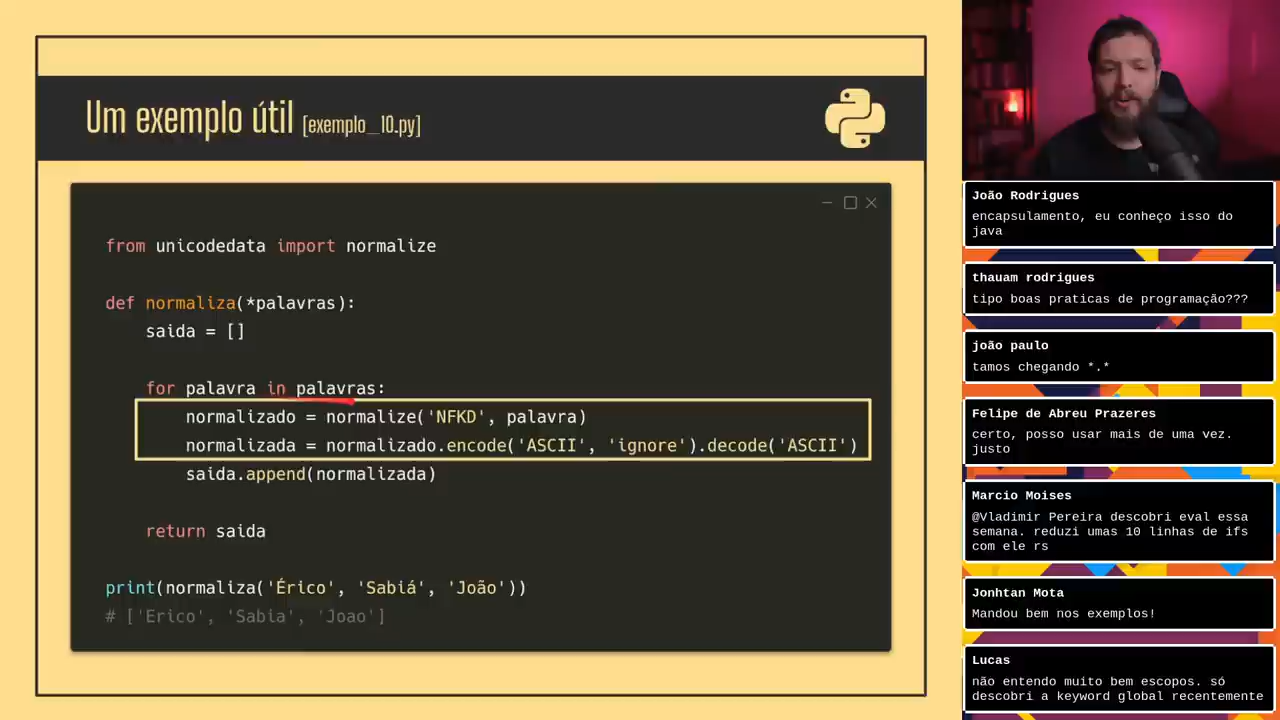 Um exemplo útil [exemplo_10.py]
from unicodedata import normalize
def normaliza(*palavras):
saida = []
for palavra in palavras:
normalizado = normalize('NFKD', palavra)
normalizada = normalizado.encode('ASCII', 'ignore').decode('ASCII')
saida.append(normalizada)
return saida
print(normaliza('Érico', 'Sabiá', 'João'))
# ['Erico', 'Sabia', 'Joao']
João Rodrigues
encapsulamento, eu conheço isso do
java
thauam rodrigues
tipo boas praticas de programação???
joão paulo
tamos chegando *.*
Felipe de Abreu Prazeres
certo, posso usar mais de uma vez.
justo
Marcio Moises
@Vladimir Pereira descobri eval essa
semana. reduzi umas 10 linhas de ifs
com ele rs
Jonhtan Mota
Mandou bem nos exemplos!
Lucas
não entendo muito bem escopos. só
descobri a keyword global recentemente